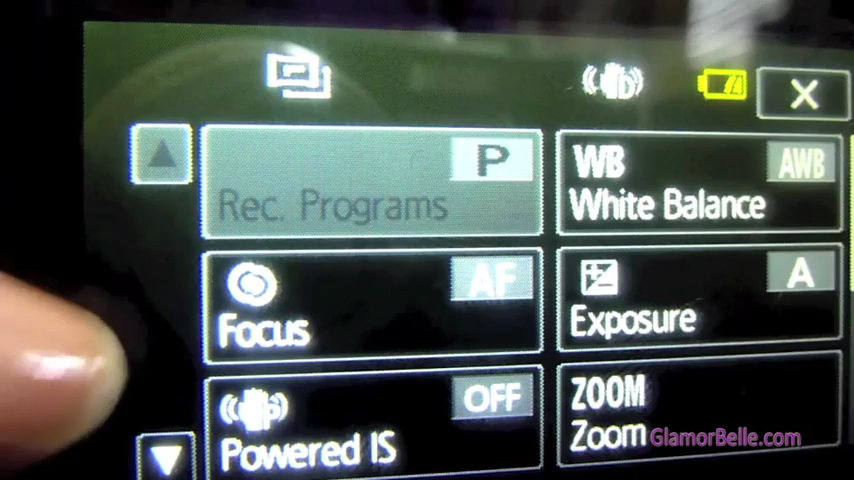 P
Rec. Programs
WB AWB
White Balance
AF
Focus
A
Exposure
OFF
Powered IS
ZOOM
Zoom
GlamorBelle.com